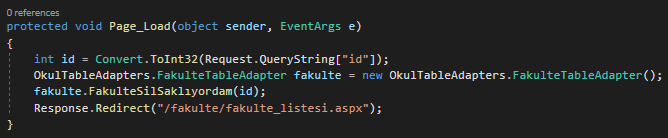 0 references
protected void Page_Load(object sender, EventArgs e)
{
int id = Convert.ToInt32(Request.QueryString["id"]);
OkulTableAdapters.FakulteTableAdapter fakulte = new OkulTableAdapters.FakulteTableAdapter();
fakulte.FakulteSilSaklıyordam(id);
Response.Redirect("/fakulte/fakulte_listesi.aspx");
}